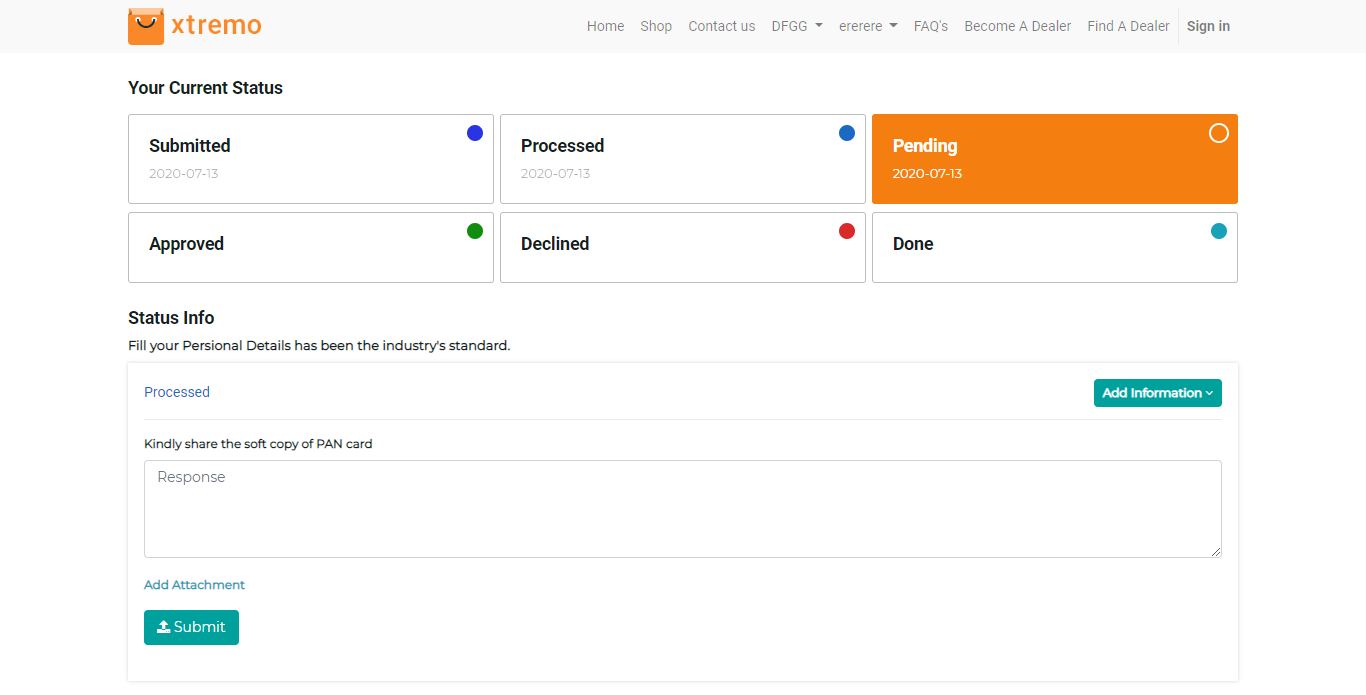 xtremo
Home Shop Contact us DFGG ererere FAQ's Become A Dealer Find A Dealer Sign in
Your Current Status
Submitted
2020-07-13
Processed
2020-07-13
Pending
2020-07-13
Approved
Declined
Done
Status Info
Fill your Persional Details has been the industry's standard.
Processed
Add Information
Kindly share the soft copy of PAN card
Response
Add Attachment
Submit